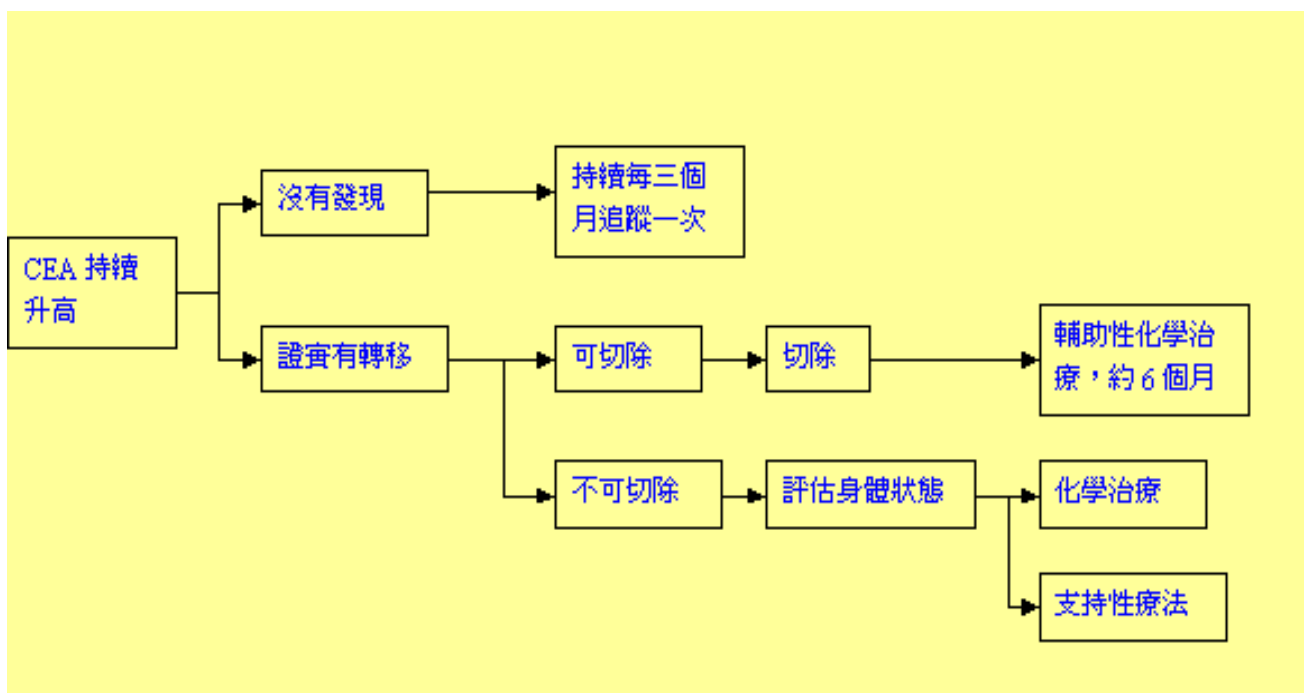 CEA 持續
升高
沒有發現
持續每三個
月追蹤一次
證實有轉移
可切除
切除
輔助性化學治
療，約 6 個月
不可切除
評估身體狀態
化學治療
支持性療法